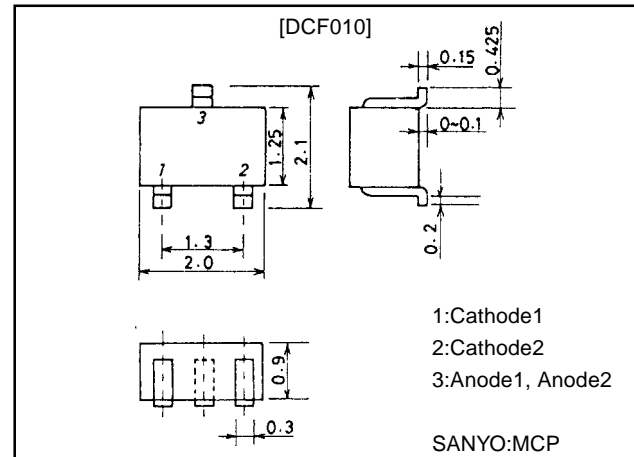 [DCF010]
0.15
0.425
3
1.25
2.1
0~0.1
1
2
0.2
1.3
2.0
1:Cathode1
2:Cathode2
3:Anode1, Anode2
0.9
0.3
SANYO:MCP